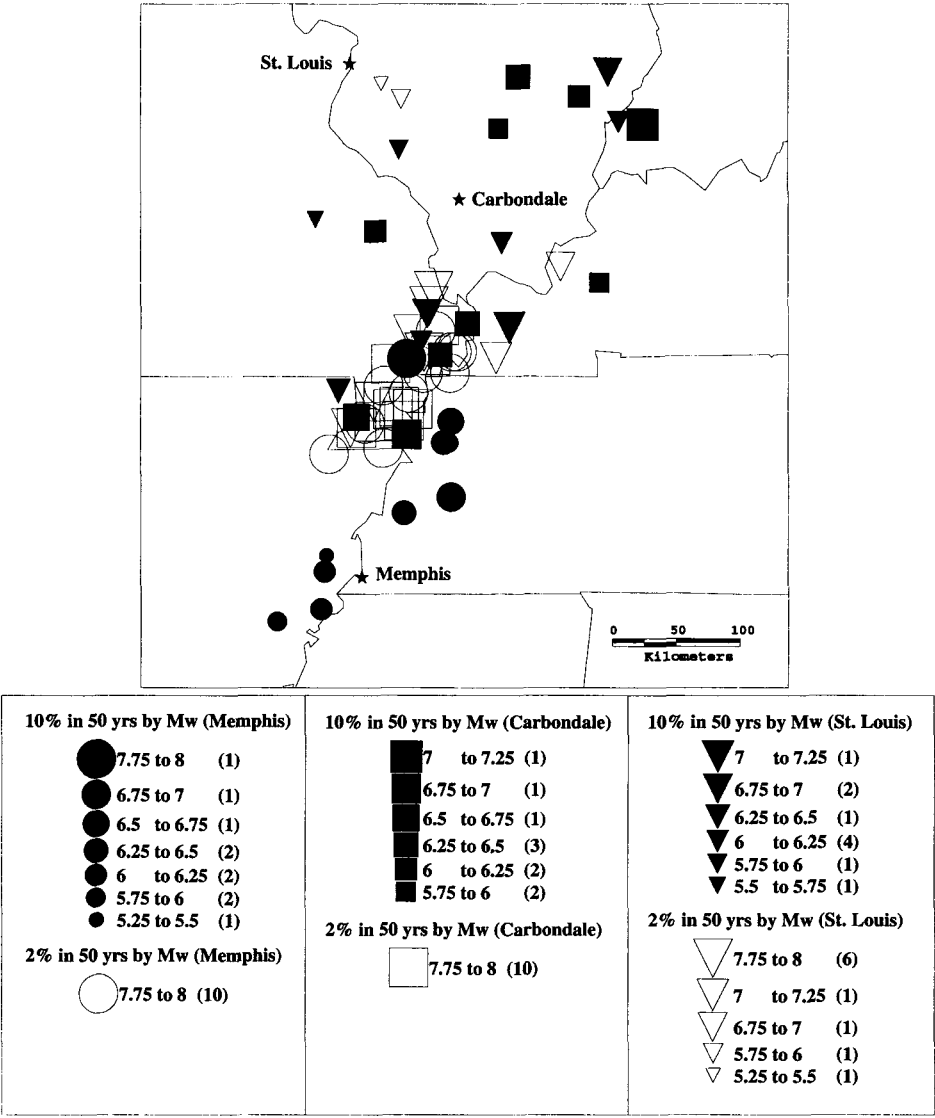 St. Louis
Carbondale
Memphis
0 50 100
Kilometers
10% in 50 yrs by Mw (Memphis)
7.75 to 8 (1)
6.75 to 7 (1)
6.5 to 6.75 (1)
6.25 to 6.5 (2)
6 to 6.25 (2)
5.75 to 6 (2)
5.25 to 5.5 (1)
2% in 50 yrs by Mw (Memphis)
7.75 to 8 (10)
10% in 50 yrs by Mw (Carbondale)
7 to 7.25 (1)
6.75 to 7 (1)
6.5 to 6.75 (1)
6.25 to 6.5 (3)
6 to 6.25 (2)
5.75 to 6 (2)
2% in 50 yrs by Mw (Carbondale)
7.75 to 8 (10)
10% in 50 yrs by Mw (St. Louis)
7 to 7.25 (1)
6.75 to 7 (2)
6.25 to 6.5 (1)
6 to 6.25 (4)
5.75 to 6 (1)
5.5 to 5.75 (1)
2% in 50 yrs by Mw (St. Louis)
7.75 to 8 (6)
7 to 7.25 (1)
6.75 to 7 (1)
5.75 to 6 (1)
5.25 to 5.5 (1)